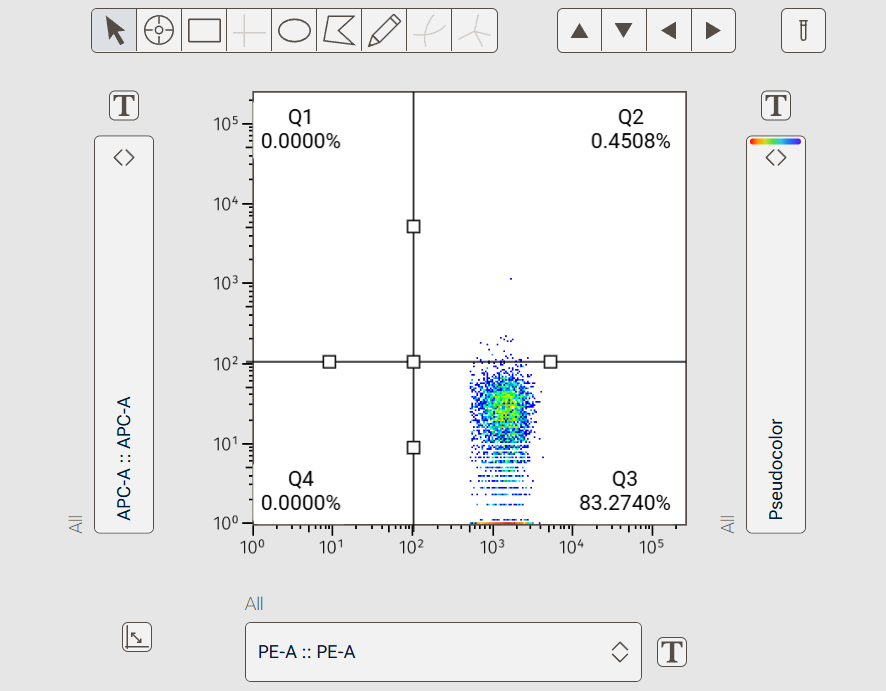 T
T
Q1
0.0000%
Q2
0.4508%
10⁵
10⁴
10³
10²
10¹
10⁰
APC-A :: APC-A
All
Q4
0.0000%
Q3
83.2740%
Pseudocolor
All
10⁰ 10¹ 10² 10³ 10⁴ 10⁵
All
PE-A :: PE-A
T